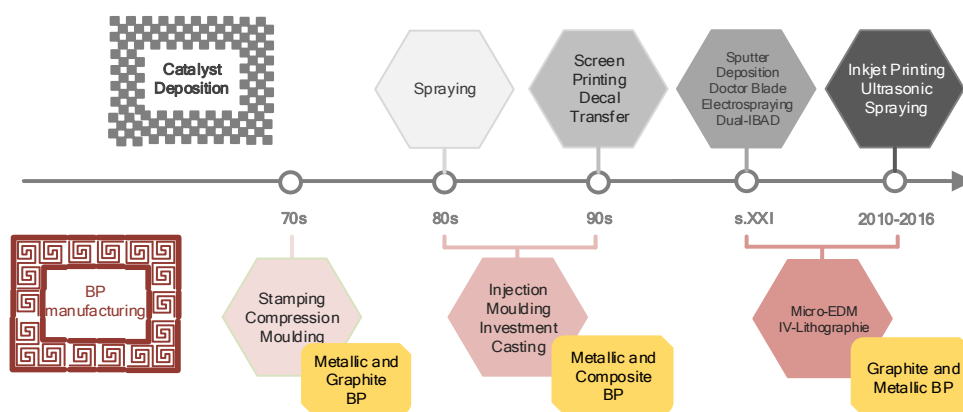 Catalyst
Deposition
Spraying
Screen
Printing
Decal
Transfer
Sputter
Deposition
Doctor Blade
Electrospraying
Dual-IBAD
Inkjet Printing
Ultrasonic
Spraying
70s
80s
90s
s.XXI
2010-2016
BP
manufacturing
Stamping
Compression
Moulding
Metallic and
Graphite
BP
Injection
Moulding
Investment
Casting
Metallic and
Composite
BP
Micro-EDM
IV-Lithographie
Graphite and
Metallic BP